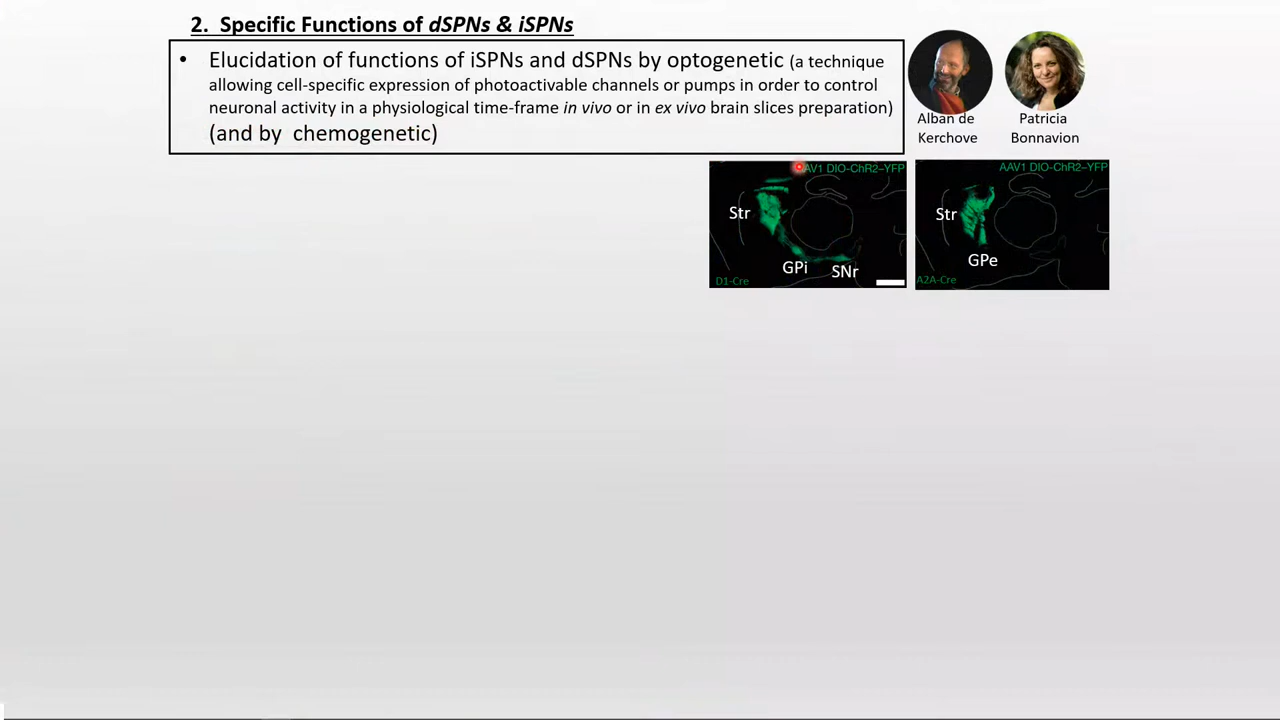 2. Specific Functions of dSPNs & iSPNs
• Elucidation of functions of iSPNs and dSPNs by optogenetic (a technique
allowing cell-specific expression of photoactivable channels or pumps in order to control
neuronal activity in a physiological time-frame in vivo or in ex vivo brain slices preparation)
(and by chemogenetic)
Alban de
Kerchove
Patricia
Bonnavion
AAV1 DIO-ChR2–YFP
Str
GPi
SNr
D1-Cre
AAV1 DIO-ChR2–YFP
Str
GPe
A2A-Cre